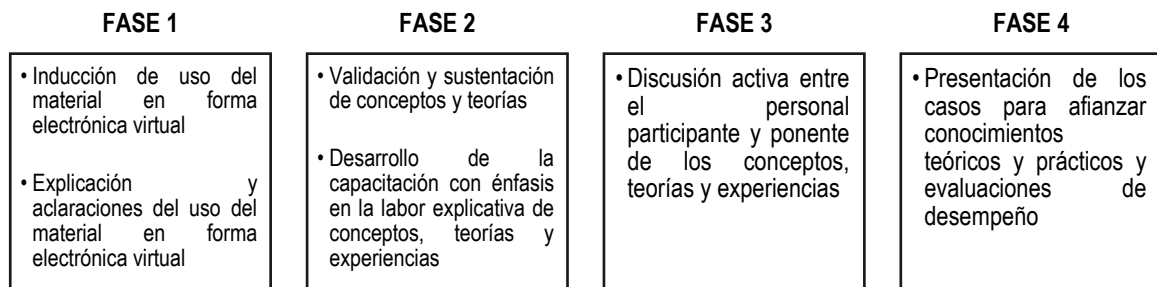 FASE 1
• Inducción de uso del
material en forma
electrónica virtual
• Explicación y
aclaraciones del uso del
material en forma
electrónica virtual
FASE 2
• Validación y sustentación
de conceptos y teorías
• Desarrollo de la
capacitación con énfasis
en la labor explicativa de
conceptos, teorías y
experiencias
FASE 3
• Discusión activa entre
el personal
participante y ponente
de los conceptos,
teorías y experiencias
FASE 4
• Presentación de los
casos para afianzar
conocimientos
teóricos y prácticos y
evaluaciones de
desempeño